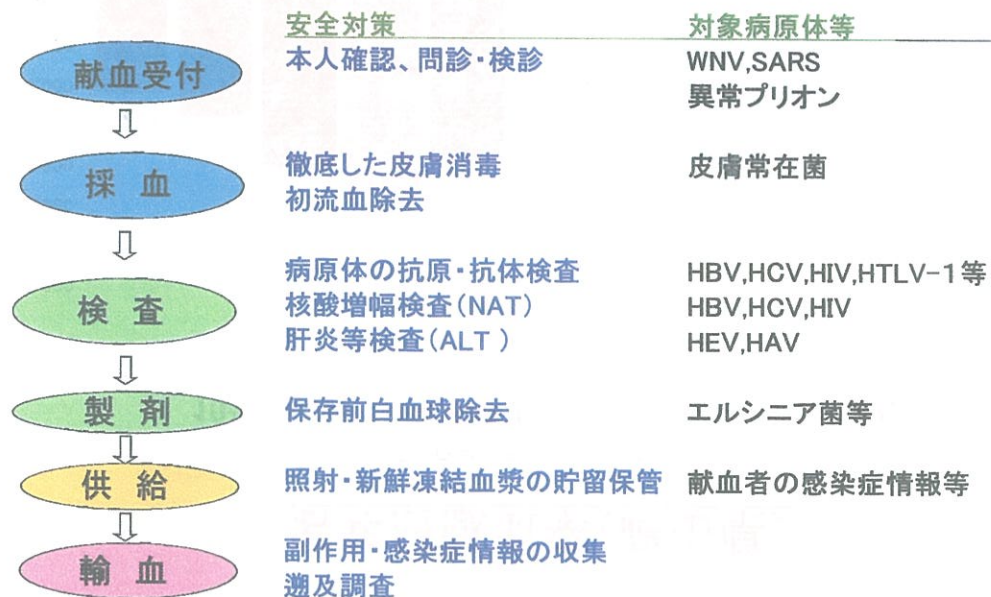 安全対策 対象病原体等
献血受付 本人確認、問診・検診 WNV,SARS
異常プリオン
採血 徹底した皮膚消毒 皮膚常在菌
初流血除去
検査 病原体の抗原・抗体検査 HBV,HCV,HIV,HTLV-1等
核酸増幅検査(NAT) HBV,HCV,HIV
肝炎等検査(ALT ) HEV,HAV
製剤 保存前白血球除去 エルシニア菌等
供給 照射・新鮮凍結血漿の貯留保管 献血者の感染症情報等
輸血 副作用・感染症情報の収集
遡及調査